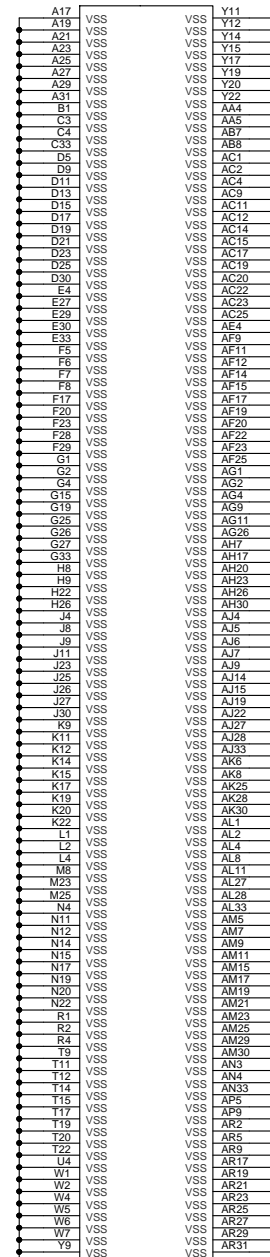 A17 VSS VSS Y11
A19 VSS VSS Y12
A21 VSS VSS Y14
A23 VSS VSS Y15
A25 VSS VSS Y17
A27 VSS VSS Y19
A29 VSS VSS Y20
A31 VSS VSS Y22
B1 VSS VSS AA4
C3 VSS VSS AA5
C4 VSS VSS AB7
C33 VSS VSS AB8
D5 VSS VSS AC1
D9 VSS VSS AC2
D11 VSS VSS AC4
D13 VSS VSS AC9
D15 VSS VSS AC11
D17 VSS VSS AC12
D19 VSS VSS AC14
D21 VSS VSS AC15
D23 VSS VSS AC17
D25 VSS VSS AC19
D30 VSS VSS AC20
E4 VSS VSS AC22
E27 VSS VSS AC23
E29 VSS VSS AC25
E30 VSS VSS AE4
E33 VSS VSS AF9
F5 VSS VSS AF11
F6 VSS VSS AF12
F7 VSS VSS AF14
F8 VSS VSS AF15
F17 VSS VSS AF17
F20 VSS VSS AF19
F23 VSS VSS AF20
F28 VSS VSS AF22
F29 VSS VSS AF23
G1 VSS VSS AF25
G2 VSS VSS AG1
G4 VSS VSS AG2
G15 VSS VSS AG4
G19 VSS VSS AG9
G25 VSS VSS AG11
G26 VSS VSS AG26
G27 VSS VSS AH7
G33 VSS VSS AH17
H8 VSS VSS AH20
H9 VSS VSS AH23
H22 VSS VSS AH26
H26 VSS VSS AH30
J4 VSS VSS AJ4
J8 VSS VSS AJ5
J9 VSS VSS AJ6
J11 VSS VSS AJ7
J23 VSS VSS AJ9
J25 VSS VSS AJ14
J26 VSS VSS AJ15
J27 VSS VSS AJ19
J30 VSS VSS AJ22
K9 VSS VSS AJ27
K11 VSS VSS AJ28
K12 VSS VSS AJ33
K14 VSS VSS AK6
K15 VSS VSS AK8
K17 VSS VSS AK25
K19 VSS VSS AK28
K20 VSS VSS AK30
K22 VSS VSS AL1
L1 VSS VSS AL2
L2 VSS VSS AL4
L4 VSS VSS AL8
M8 VSS VSS AL11
M23 VSS VSS AL27
M25 VSS VSS AL28
N4 VSS VSS AL33
N11 VSS VSS AM5
N12 VSS VSS AM7
N14 VSS VSS AM9
N15 VSS VSS AM11
N17 VSS VSS AM15
N19 VSS VSS AM17
N20 VSS VSS AM19
N22 VSS VSS AM21
R1 VSS VSS AM23
R2 VSS VSS AM25
R4 VSS VSS AM29
T9 VSS VSS AM30
T11 VSS VSS AN3
T12 VSS VSS AN4
T14 VSS VSS AN33
T15 VSS VSS AP5
T17 VSS VSS AP9
T19 VSS VSS AR2
T20 VSS VSS AR5
T22 VSS VSS AR9
U4 VSS VSS AR17
W1 VSS VSS AR19
W2 VSS VSS AR21
W4 VSS VSS AR23
W5 VSS VSS AR25
W6 VSS VSS AR27
W7 VSS VSS AR29
Y9 VSS VSS AR31